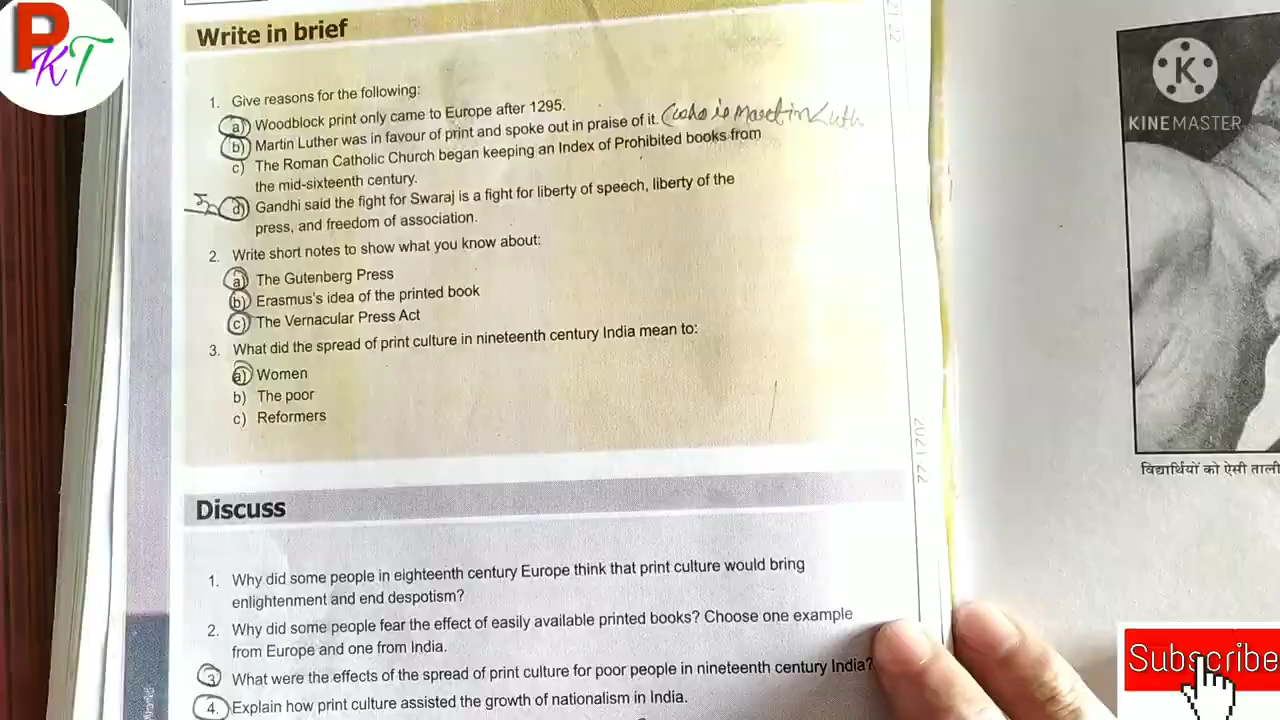 PKT
Write in brief
1. Give reasons for the following:
a) Woodblock print only came to Europe after 1295.
b) Martin Luther was in favour of print and spoke out in praise of it. (who is
c) The Roman Catholic Church began keeping an Index of Prohibited books from
the mid-sixteenth century.
d) Gandhi said the fight for Swaraj is a fight for liberty of speech, liberty of the
press, and freedom of association.
2. Write short notes to show what you know about:
a) The Gutenberg Press
b) Erasmus's idea of the printed book
c) The Vernacular Press Act
3. What did the spread of print culture in nineteenth century India mean to:
a) Women
b) The poor
c) Reformers
Discuss
1. Why did some people in eighteenth century Europe think that print culture would bring
enlightenment and end despotism?
2. Why did some people fear the effect of easily available printed books? Choose one example
from Europe and one from India.
3. What were the effects of the spread of print culture for poor people in nineteenth century India?
4. Explain how print culture assisted the growth of nationalism in India.
2021 22
KINEMASTER
विद्यार्थियों को ऐसी ताली
Subscribe